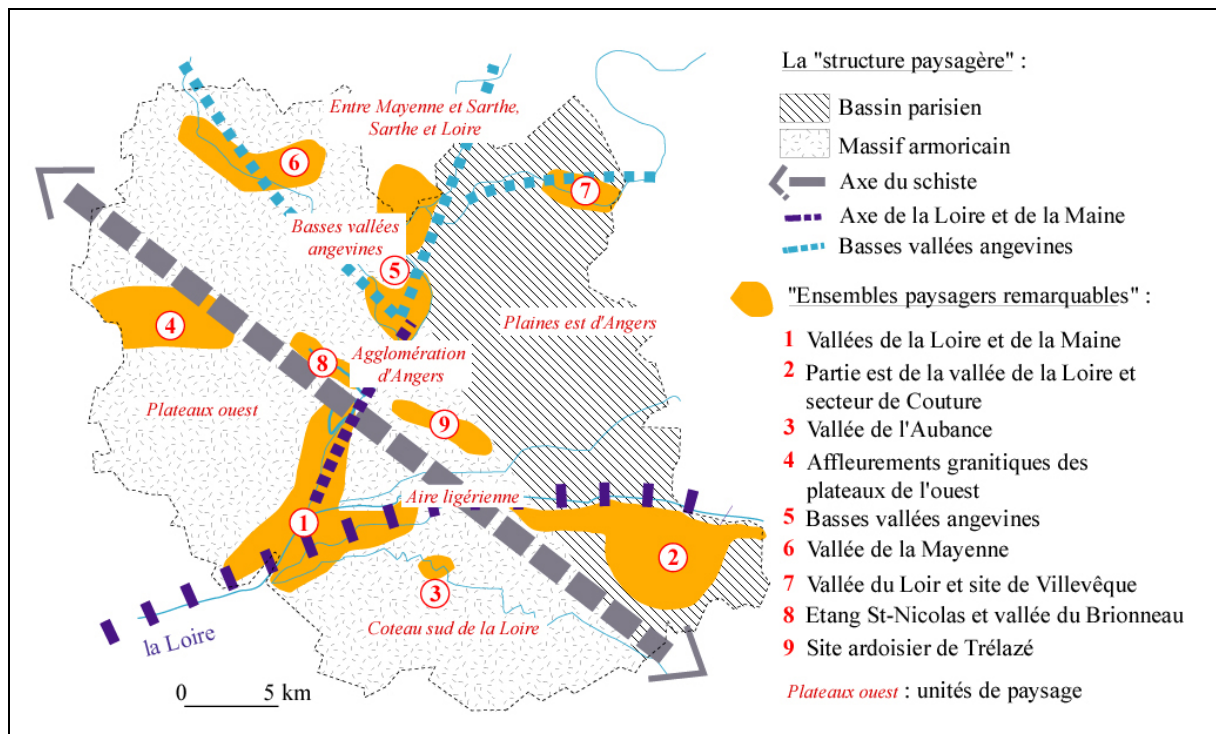 Entre Mayenne et Sarthe,
Sarthe et Loire
6
7
Basses vallées
angevines
5
4
Plaines est d'Angers
8
Agglomération
d'Angers
Plateaux ouest
9
Aire ligérienne
1
2
3
Coteau sud de la Loire
la Loire
0 5 km
La "structure paysagère" :
Bassin parisien
Massif armoricain
Axe du schiste
Axe de la Loire et de la Maine
Basses vallées angevines
"Ensembles paysagers remarquables" :
1 Vallées de la Loire et de la Maine
2 Partie est de la vallée de la Loire et
secteur de Couture
3 Vallée de l'Aubance
4 Affleurements granitiques des
plateaux de l'ouest
5 Basses vallées angevines
6 Vallée de la Mayenne
7 Vallée du Loir et site de Villevêque
8 Etang St-Nicolas et vallée du Brionneau
9 Site ardoisier de Trélazé
Plateaux ouest : unités de paysage